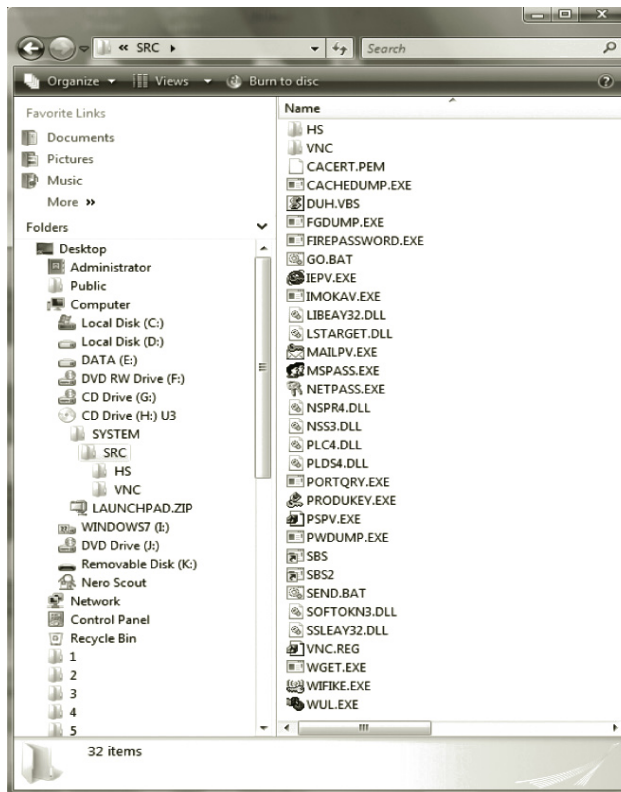 « SRC ▸
Search
Organize Views Burn to disc
Favorite Links
Documents
Pictures
Music
More »
Folders
Desktop
Administrator
Public
Computer
Local Disk (C:)
Local Disk (D:)
DATA (E:)
DVD RW Drive (F:)
CD Drive (G:)
CD Drive (H:) U3
SYSTEM
SRC
HS
VNC
LAUNCHPAD.ZIP
WINDOWS7 (I:)
DVD Drive (J:)
Removable Disk (K:)
Nero Scout
Network
Control Panel
Recycle Bin
1
2
3
4
5
Name
HS
VNC
CACERT.PEM
CACHEDUMP.EXE
DUH.VBS
FGDUMP.EXE
FIREPASSWORD.EXE
GO.BAT
IEPV.EXE
IMOKAV.EXE
LIBEAY32.DLL
LSTARGET.DLL
MAILPV.EXE
MSPASS.EXE
NETPASS.EXE
NSPR4.DLL
NSS3.DLL
PLC4.DLL
PLDS4.DLL
PORTQRY.EXE
PRODUKEY.EXE
PSPV.EXE
PWDUMP.EXE
SBS
SBS2
SEND.BAT
SOFTOKN3.DLL
SSLEAY32.DLL
VNC.REG
WGET.EXE
WIFIKE.EXE
WUL.EXE
32 items